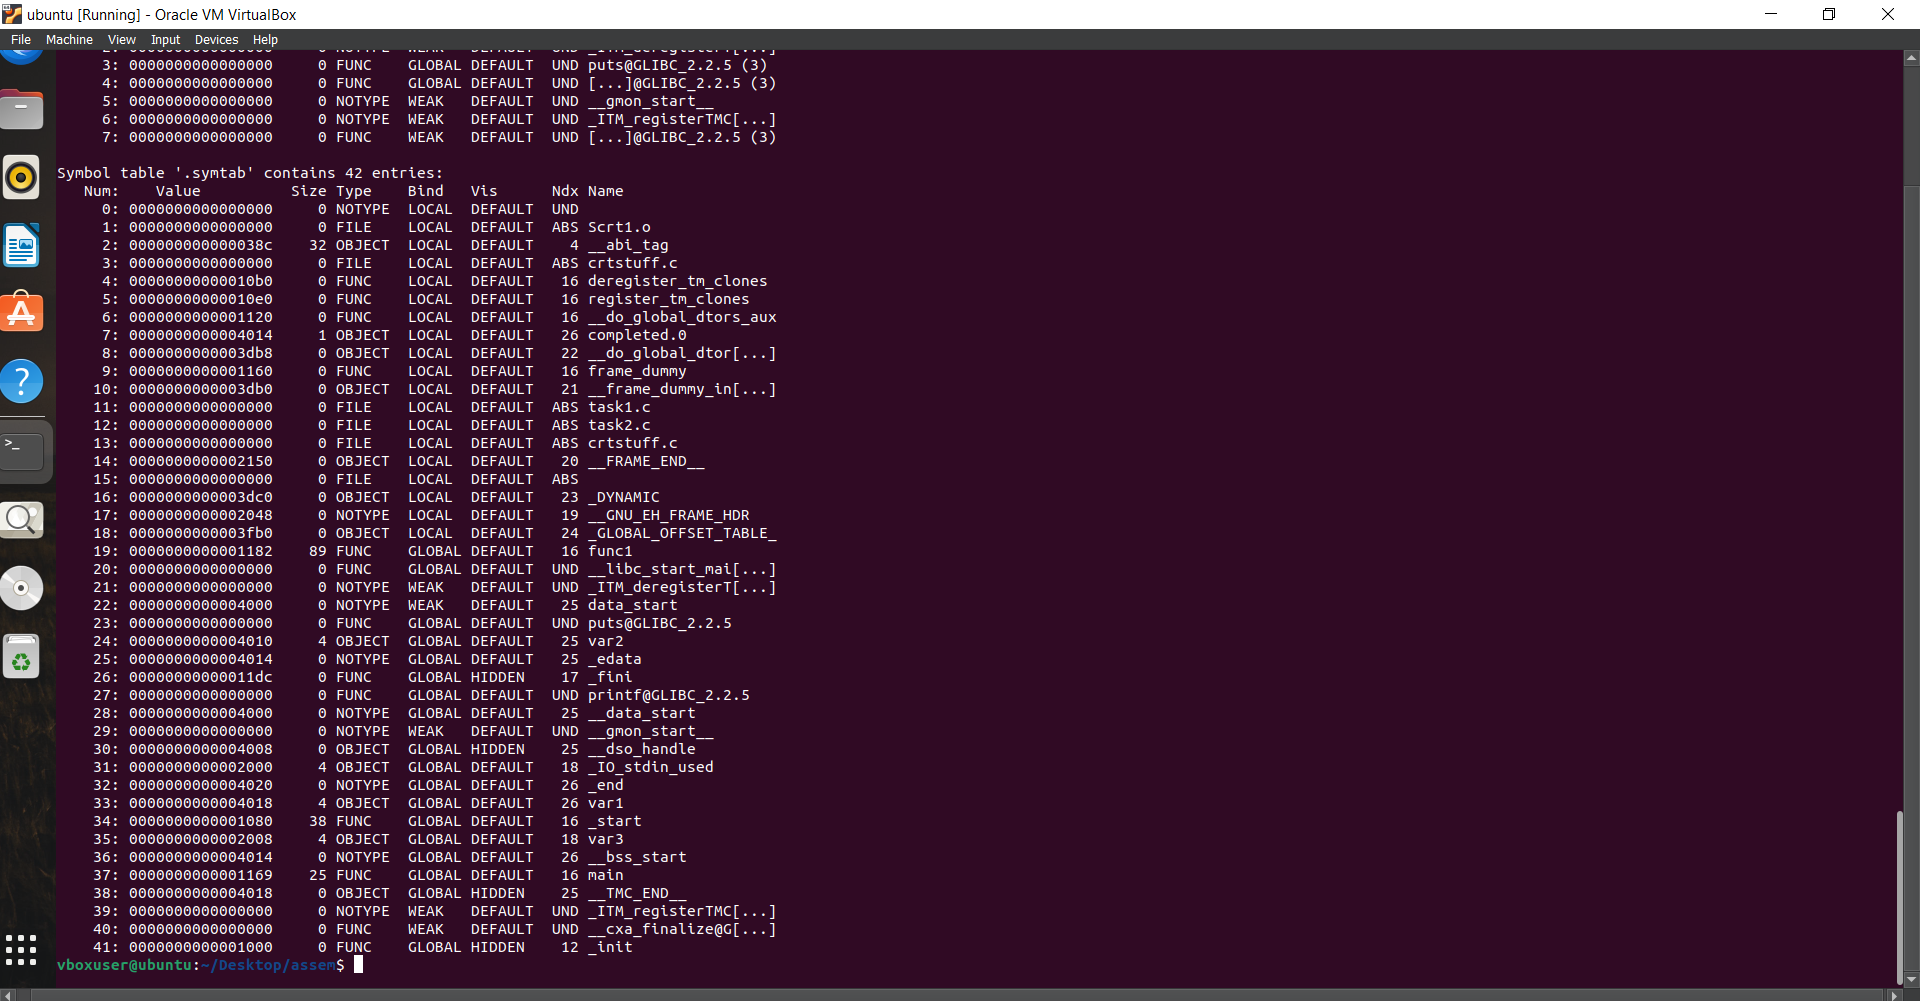 ubuntu [Running] - Oracle VM VirtualBox
File Machine View Input Devices Help
2: 0000000000000000 0 NOTYPE WEAK DEFAULT UND _ITM_deregisterT[...]
3: 0000000000000000 0 FUNC GLOBAL DEFAULT UND puts@GLIBC_2.2.5 (3)
4: 0000000000000000 0 FUNC GLOBAL DEFAULT UND [...]@GLIBC_2.2.5 (3)
5: 0000000000000000 0 NOTYPE WEAK DEFAULT UND __gmon_start__
6: 0000000000000000 0 NOTYPE WEAK DEFAULT UND _ITM_registerTMC[...]
7: 0000000000000000 0 FUNC WEAK DEFAULT UND [...]@GLIBC_2.2.5 (3)
Symbol table '.symtab' contains 42 entries:
Num: Value Size Type Bind Vis Ndx Name
0: 0000000000000000 0 NOTYPE LOCAL DEFAULT UND
1: 0000000000000000 0 FILE LOCAL DEFAULT ABS Scrt1.o
2: 000000000000038c 32 OBJECT LOCAL DEFAULT 4 __abi_tag
3: 0000000000000000 0 FILE LOCAL DEFAULT ABS crtstuff.c
4: 00000000000010b0 0 FUNC LOCAL DEFAULT 16 deregister_tm_clones
5: 00000000000010e0 0 FUNC LOCAL DEFAULT 16 register_tm_clones
6: 0000000000001120 0 FUNC LOCAL DEFAULT 16 __do_global_dtors_aux
7: 0000000000004014 1 OBJECT LOCAL DEFAULT 26 completed.0
8: 0000000000003db8 0 OBJECT LOCAL DEFAULT 22 __do_global_dtor[...]
9: 0000000000001160 0 FUNC LOCAL DEFAULT 16 frame_dummy
10: 0000000000003db0 0 OBJECT LOCAL DEFAULT 21 __frame_dummy_in[...]
11: 0000000000000000 0 FILE LOCAL DEFAULT ABS task1.c
12: 0000000000000000 0 FILE LOCAL DEFAULT ABS task2.c
13: 0000000000000000 0 FILE LOCAL DEFAULT ABS crtstuff.c
14: 0000000000002150 0 OBJECT LOCAL DEFAULT 20 __FRAME_END__
15: 0000000000000000 0 FILE LOCAL DEFAULT ABS
16: 0000000000003dc0 0 OBJECT LOCAL DEFAULT 23 _DYNAMIC
17: 0000000000002048 0 NOTYPE LOCAL DEFAULT 19 __GNU_EH_FRAME_HDR
18: 0000000000003fb0 0 OBJECT LOCAL DEFAULT 24 _GLOBAL_OFFSET_TABLE_
19: 0000000000001182 89 FUNC GLOBAL DEFAULT 16 func1
20: 0000000000000000 0 FUNC GLOBAL DEFAULT UND __libc_start_mai[...]
21: 0000000000000000 0 NOTYPE WEAK DEFAULT UND _ITM_deregisterT[...]
22: 0000000000004000 0 NOTYPE WEAK DEFAULT 25 data_start
23: 0000000000000000 0 FUNC GLOBAL DEFAULT UND puts@GLIBC_2.2.5
24: 0000000000004010 4 OBJECT GLOBAL DEFAULT 25 var2
25: 0000000000004014 0 NOTYPE GLOBAL DEFAULT 25 _edata
26: 00000000000011dc 0 FUNC GLOBAL HIDDEN 17 _fini
27: 0000000000000000 0 FUNC GLOBAL DEFAULT UND printf@GLIBC_2.2.5
28: 0000000000004000 0 NOTYPE GLOBAL DEFAULT 25 __data_start
29: 0000000000000000 0 NOTYPE WEAK DEFAULT UND __gmon_start__
30: 0000000000004008 0 OBJECT GLOBAL HIDDEN 25 __dso_handle
31: 0000000000002000 4 OBJECT GLOBAL DEFAULT 18 _IO_stdin_used
32: 0000000000004020 0 NOTYPE GLOBAL DEFAULT 26 _end
33: 0000000000004018 4 OBJECT GLOBAL DEFAULT 26 var1
34: 0000000000001080 38 FUNC GLOBAL DEFAULT 16 _start
35: 0000000000002008 4 OBJECT GLOBAL DEFAULT 18 var3
36: 0000000000004014 0 NOTYPE GLOBAL DEFAULT 26 __bss_start
37: 0000000000001169 25 FUNC GLOBAL DEFAULT 16 main
38: 0000000000004018 0 OBJECT GLOBAL HIDDEN 25 __TMC_END__
39: 0000000000000000 0 NOTYPE WEAK DEFAULT UND _ITM_registerTMC[...]
40: 0000000000000000 0 FUNC WEAK DEFAULT UND __cxa_finalize@G[...]
41: 0000000000001000 0 FUNC GLOBAL HIDDEN 12 _init
vboxuser@ubuntu:~/Desktop/assem$